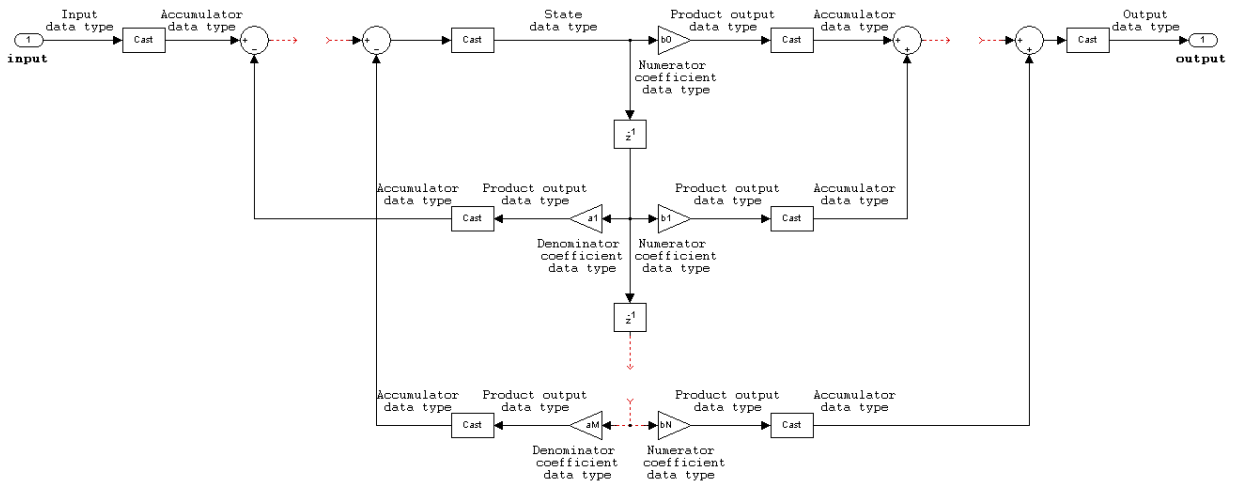 Input
data type
Accumulator
data type
State
data type
Product output
data type
Accumulator
data type
Output
data type
1
Cast
+
−
+
−
Cast
b0
Cast
+
+
+
+
Cast
1
input
output
Numerator
coefficient
data type
z-1
Accumulator
data type
Product output
data type
Product output
data type
Accumulator
data type
Cast
a1
b1
Cast
Denominator
coefficient
data type
Numerator
coefficient
data type
z-1
Accumulator
data type
Product output
data type
Product output
data type
Accumulator
data type
Cast
aM
bN
Cast
Denominator
coefficient
data type
Numerator
coefficient
data type